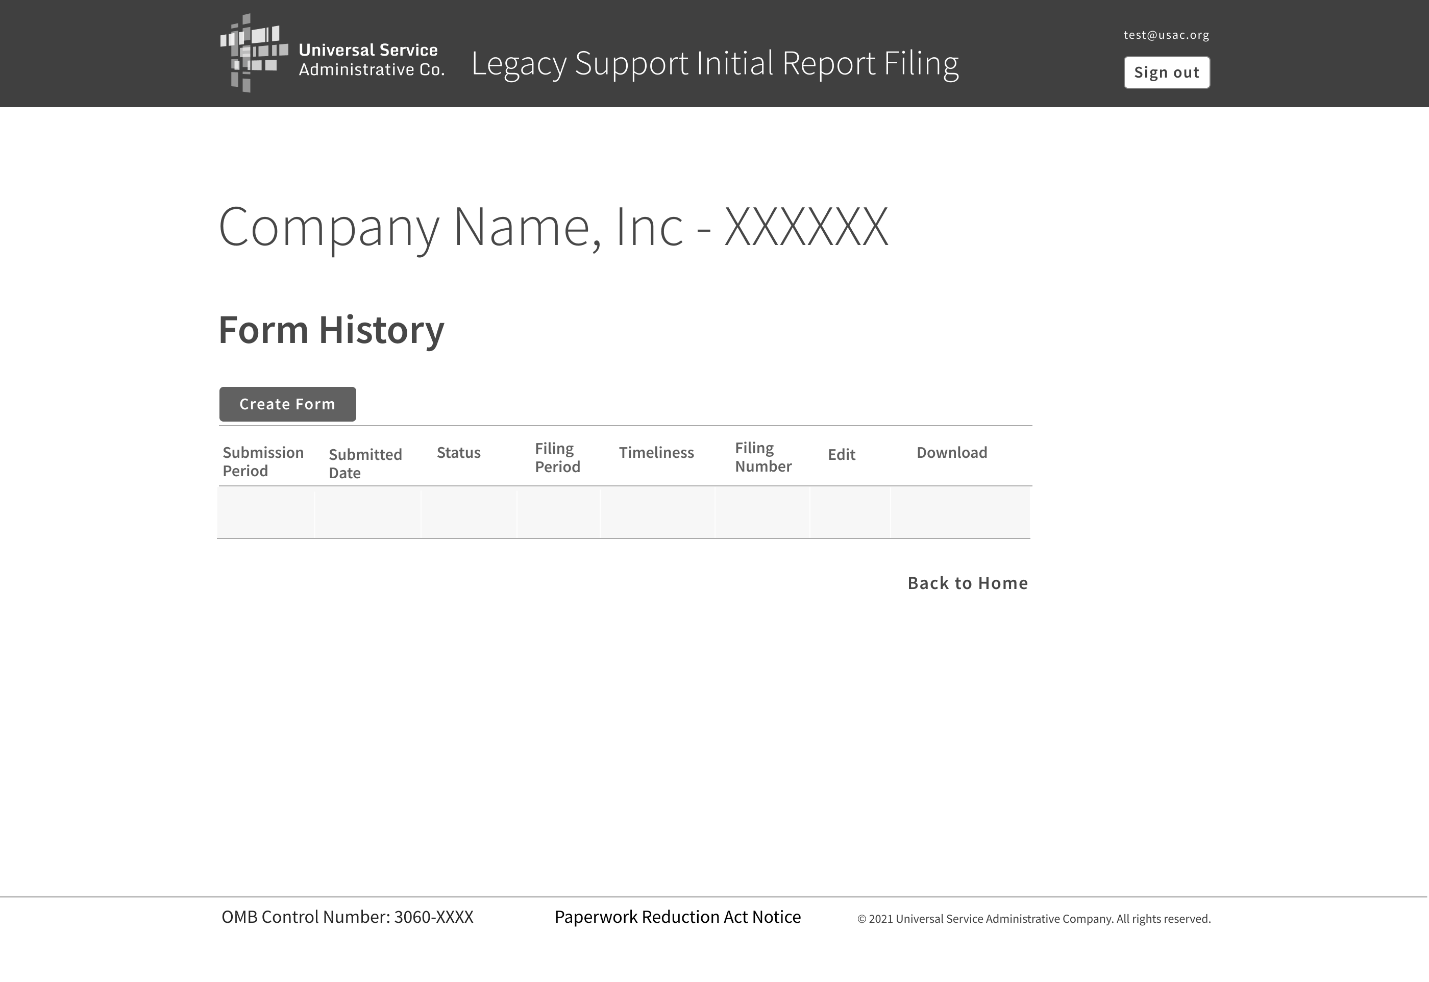 Universal Service
Administrative Co.
Legacy Support Initial Report Filing
test@usac.org
Sign out
Company Name, Inc - XXXXXX
Form History
Create Form
Submission Period
Submitted Date
Status
Filing Period
Timeliness
Filing Number
Edit
Download
Back to Home
OMB Control Number: 3060-XXXX
Paperwork Reduction Act Notice
© 2021 Universal Service Administrative Company. All rights reserved.